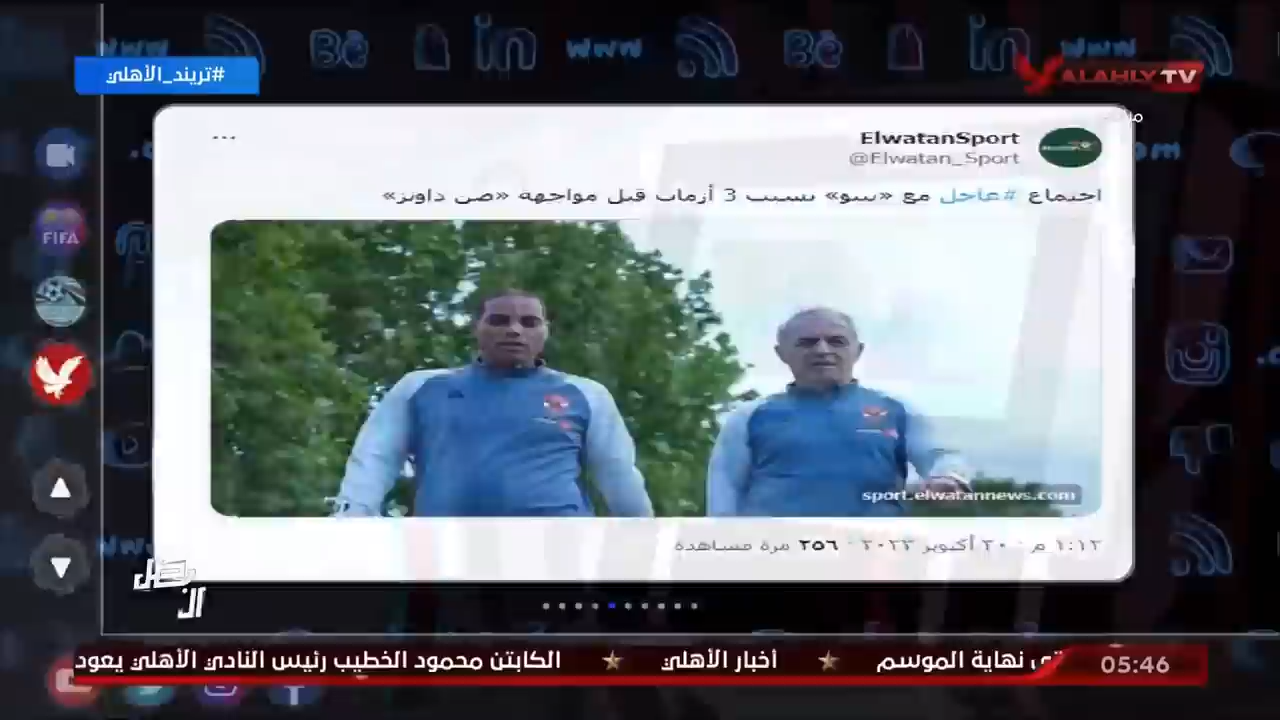 #تريند_الأهلي
ALAHLY TV
ElwatanSport
@Elwatan_Sport
اجتماع #عاجل مع «بيبو» بسبب 3 أزمات قبل مواجهة «صن داونز»
sport.elwatannews.com
١:١٢ م · ٢٠ أكتوبر ٢٠٢٣ · ٢٥٦ مرة مشاهدة
FIFA
نهاية الموسم ★ أخبار الأهلي ★ الكابتن محمود الخطيب رئيس النادي الأهلي يعود
05:46